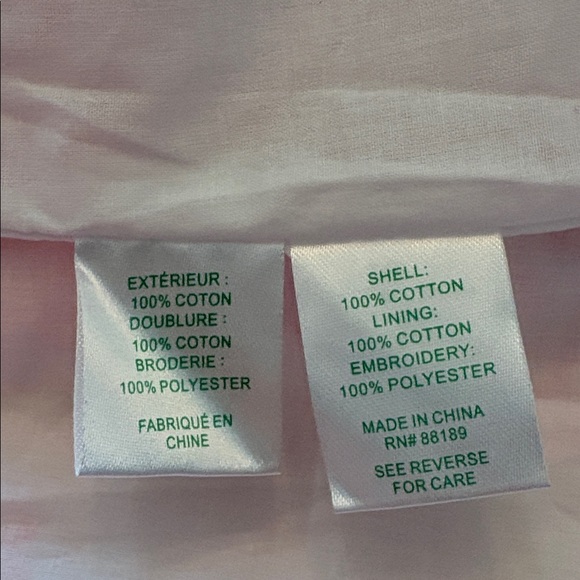 EXTÉRIEUR :
100% COTON
DOUBLURE :
100% COTON
BRODERIE :
100% POLYESTER
FABRIQUÉ EN
CHINE
SHELL:
100% COTTON
LINING:
100% COTTON
EMBROIDERY:
100% POLYESTER
MADE IN CHINA
RN# 88189
SEE REVERSE
FOR CARE